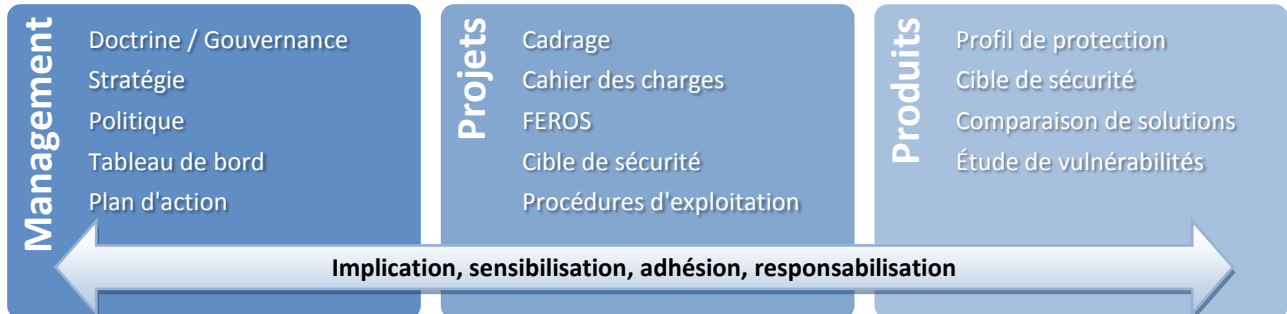 Management
Doctrine / Gouvernance
Stratégie
Politique
Tableau de bord
Plan d'action
Projets
Cadrage
Cahier des charges
FEROS
Cible de sécurité
Procédures d'exploitation
Produits
Profil de protection
Cible de sécurité
Comparaison de solutions
Étude de vulnérabilités
Implication, sensibilisation, adhésion, responsabilisation